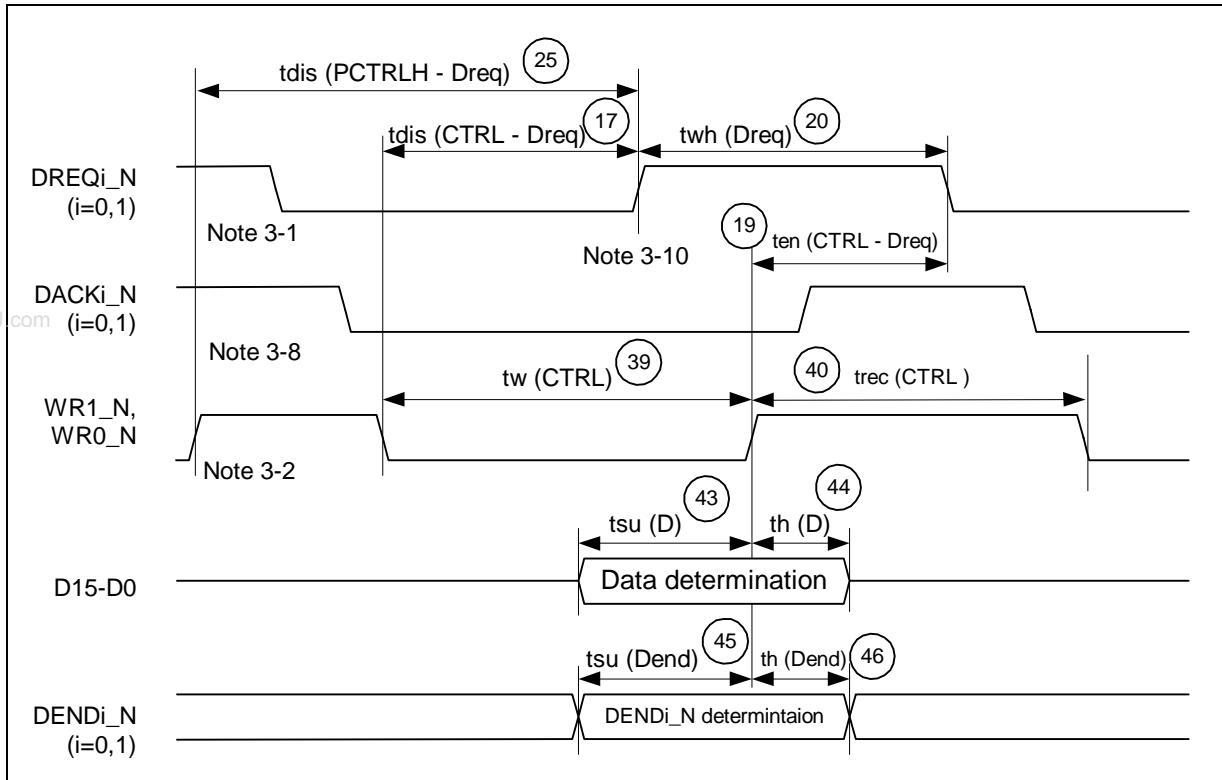 tdis (PCTRLH - Dreq) 25
tdis (CTRL - Dreq) 17
twh (Dreq) 20
DREQi_N
(i=0,1)
Note 3-1
Note 3-10
19
ten (CTRL - Dreq)
DACKi_N
(i=0,1)
.com
Note 3-8
tw (CTRL) 39
40 trec (CTRL )
WR1_N,
WR0_N
Note 3-2
tsu (D) 43
th (D) 44
D15-D0
Data determination
tsu (Dend) 45
th (Dend) 46
DENDi_N
(i=0,1)
DENDi_N determintaion